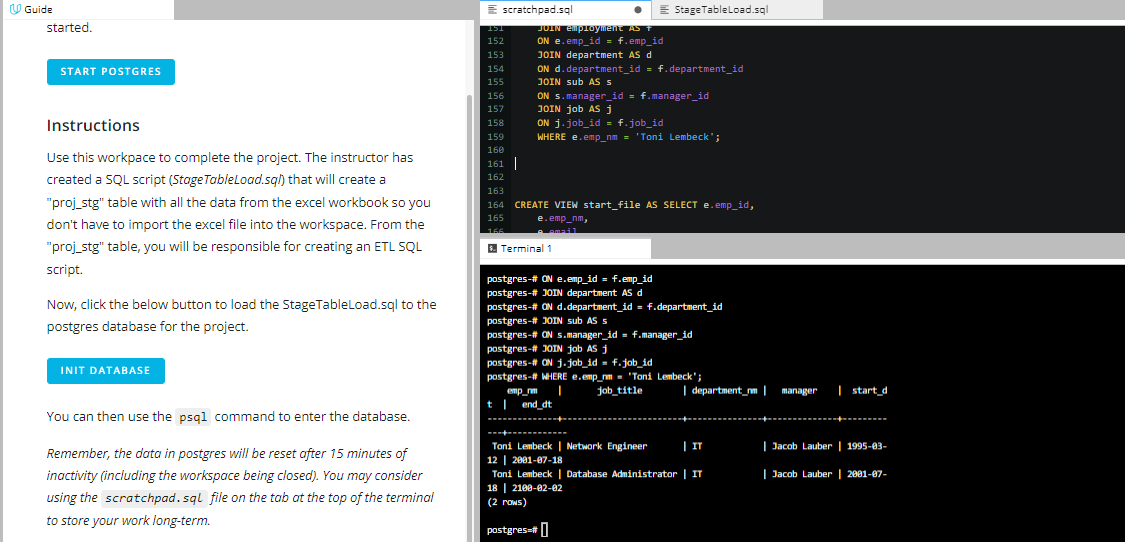 Guide
started.
START POSTGRES
Instructions
Use this workpace to complete the project. The instructor has
created a SQL script (StageTableLoad.sql) that will create a
"proj_stg" table with all the data from the excel workbook so you
don't have to import the excel file into the workspace. From the
"proj_stg" table, you will be responsible for creating an ETL SQL
script.
Now, click the below button to load the StageTableLoad.sql to the
postgres database for the project.
INIT DATABASE
You can then use the psql command to enter the database.
Remember, the data in postgres will be reset after 15 minutes of
inactivity (including the workspace being closed). You may consider
using the scratchpad.sql file on the tab at the top of the terminal
to store your work long-term.
scratchpad.sql
StageTableLoad.sql
151 JOIN employment AS f
152 ON e.emp_id = f.emp_id
153 JOIN department AS d
154 ON d.department_id = f.department_id
155 JOIN sub AS s
156 ON s.manager_id = f.manager_id
157 JOIN job AS j
158 ON j.job_id = f.job_id
159 WHERE e.emp_nm = 'Toni Lembeck';
160
161
162
163
164 CREATE VIEW start_file AS SELECT e.emp_id,
165 e.emp_nm,
166 e.email
Terminal 1
postgres-# ON e.emp_id = f.emp_id
postgres-# JOIN department AS d
postgres-# ON d.department_id = f.department_id
postgres-# JOIN sub AS s
postgres-# ON s.manager_id = f.manager_id
postgres-# JOIN job AS j
postgres-# ON j.job_id = f.job_id
postgres-# WHERE e.emp_nm = 'Toni Lembeck';
emp_nm | job_title | department_nm | manager | start_d
t | end_dt
--------------+------------------------+---------------+--------------+---------
---+------------
Toni Lembeck | Network Engineer | IT | Jacob Lauber | 1995-03-
12 | 2001-07-18
Toni Lembeck | Database Administrator | IT | Jacob Lauber | 2001-07-
18 | 2100-02-02
(2 rows)
postgres=#